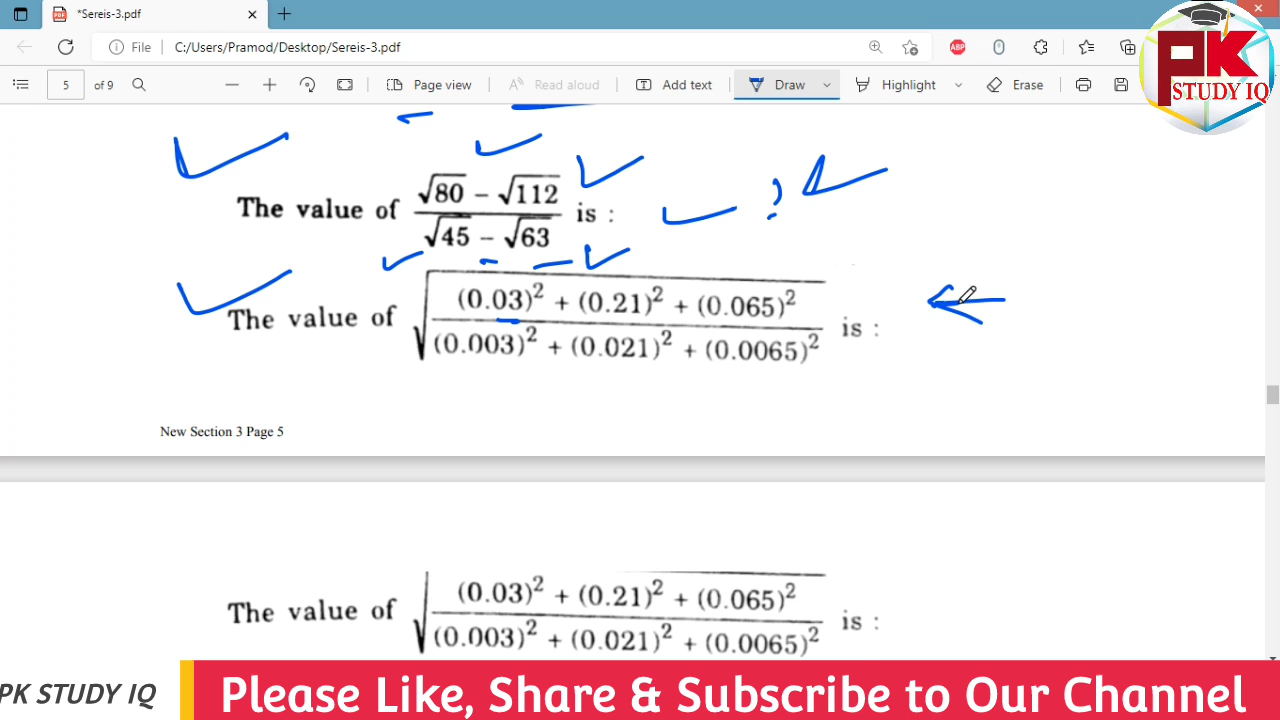 *Sereis-3.pdf
File C:/Users/Pramod/Desktop/Sereis-3.pdf ABP
5 of 9 Page view Read aloud Add text Draw Highlight Erase
PK
STUDY IQ
The value of (√80 − √112)/(√45 − √63) is :
?
The value of √(((0.03)² + (0.21)² + (0.065)²)/((0.003)² + (0.021)² + (0.0065)²)) is :
New Section 3 Page 5
The value of √(((0.03)² + (0.21)² + (0.065)²)/((0.003)² + (0.021)² + (0.0065)²)) is :
PK STUDY IQ
Please Like, Share & Subscribe to Our Channel